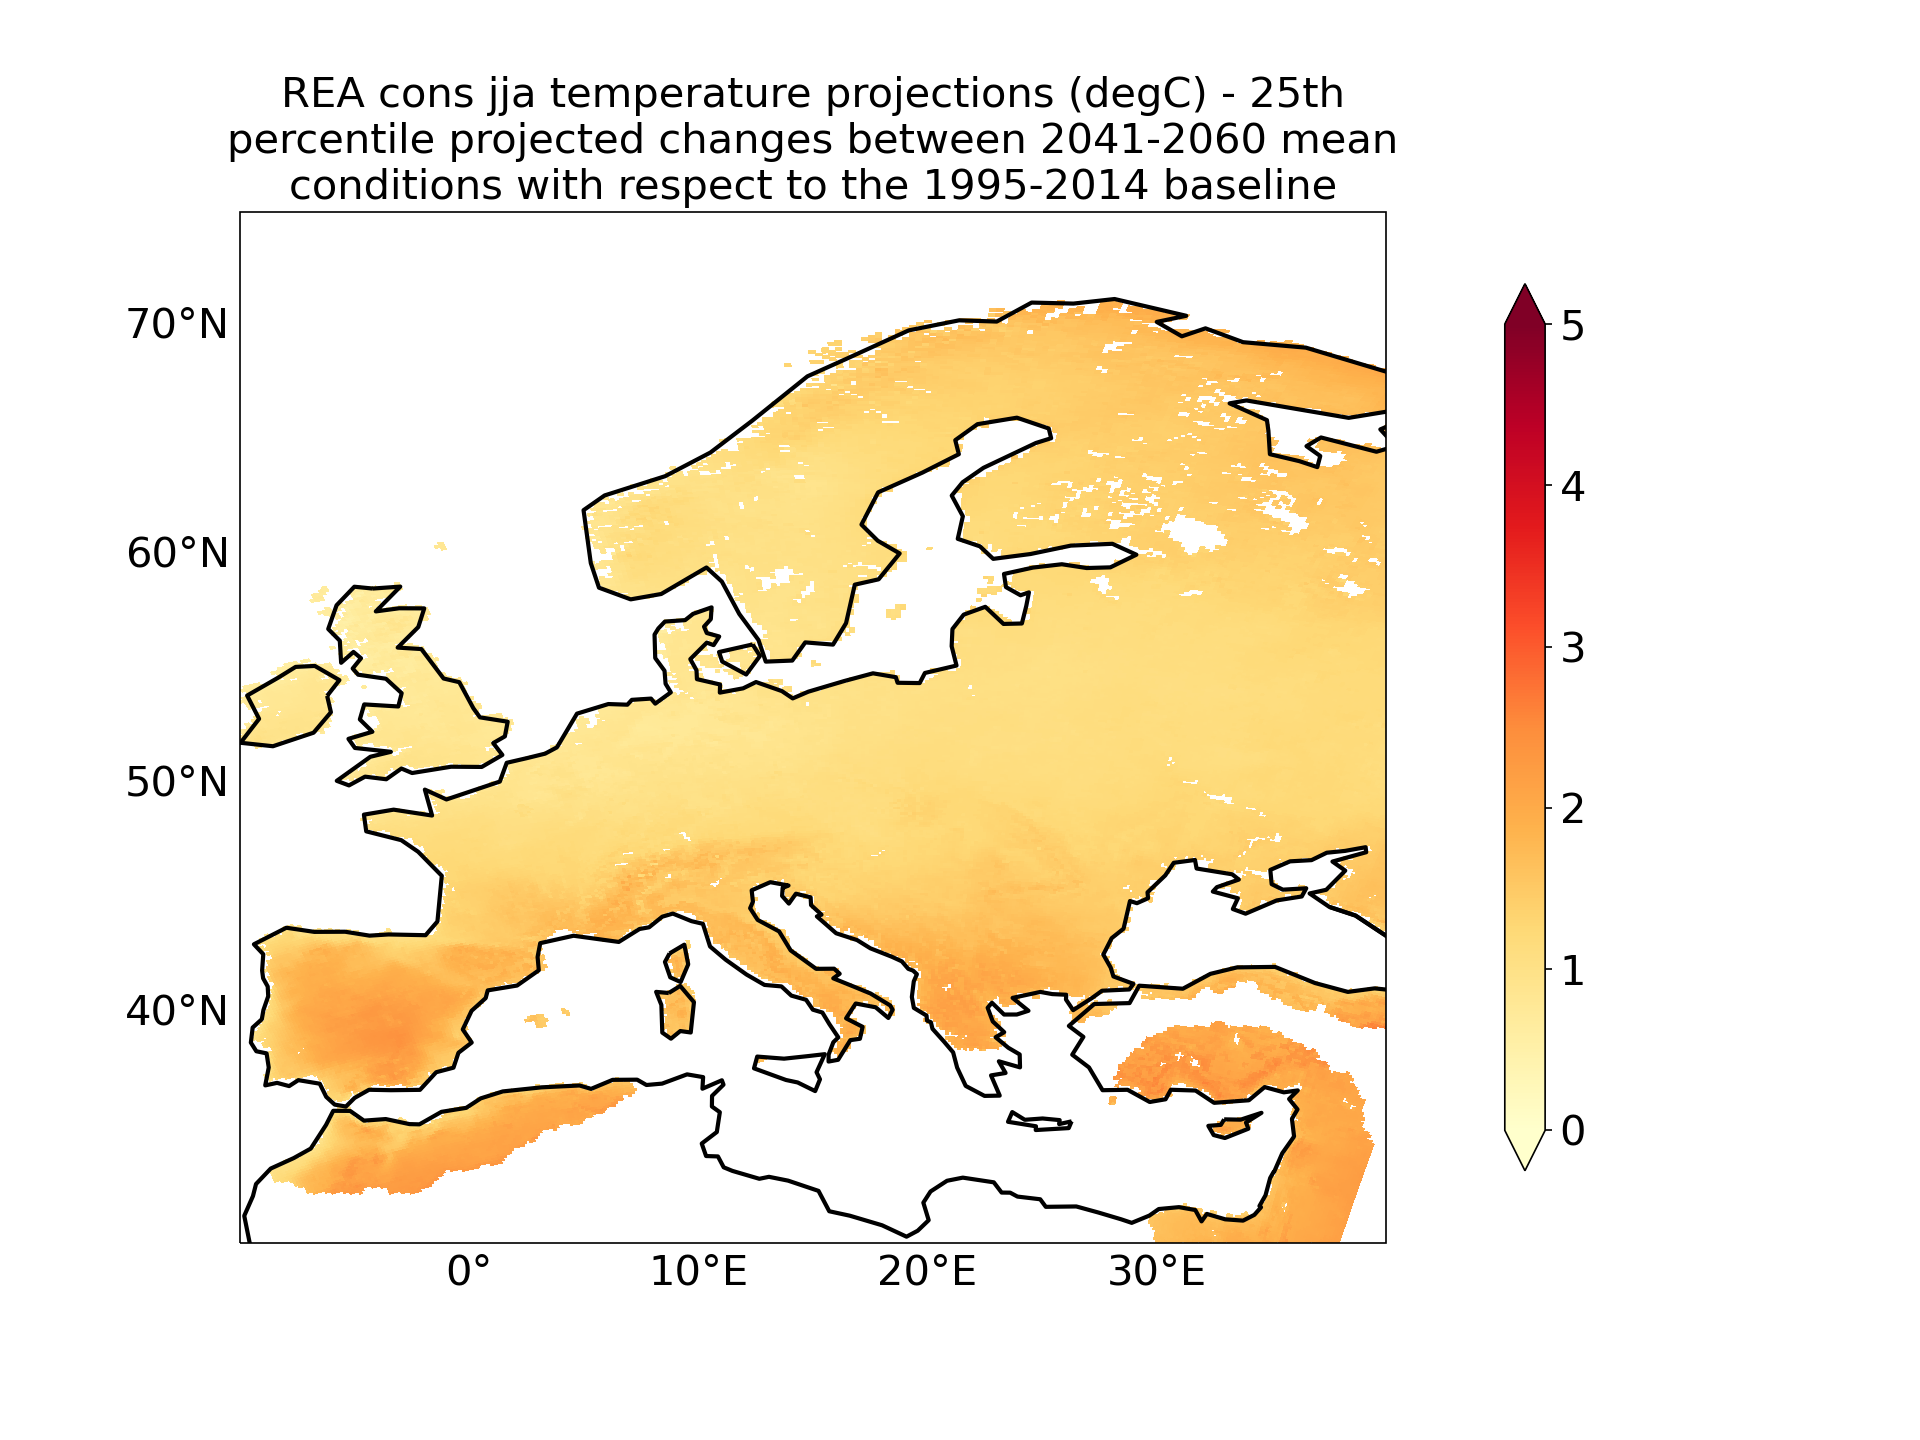 REA cons jja temperature projections (degC) - 25th
percentile projected changes between 2041-2060 mean
conditions with respect to the 1995-2014 baseline
70°N
60°N
50°N
40°N
0°
10°E
20°E
30°E
5
4
3
2
1
0